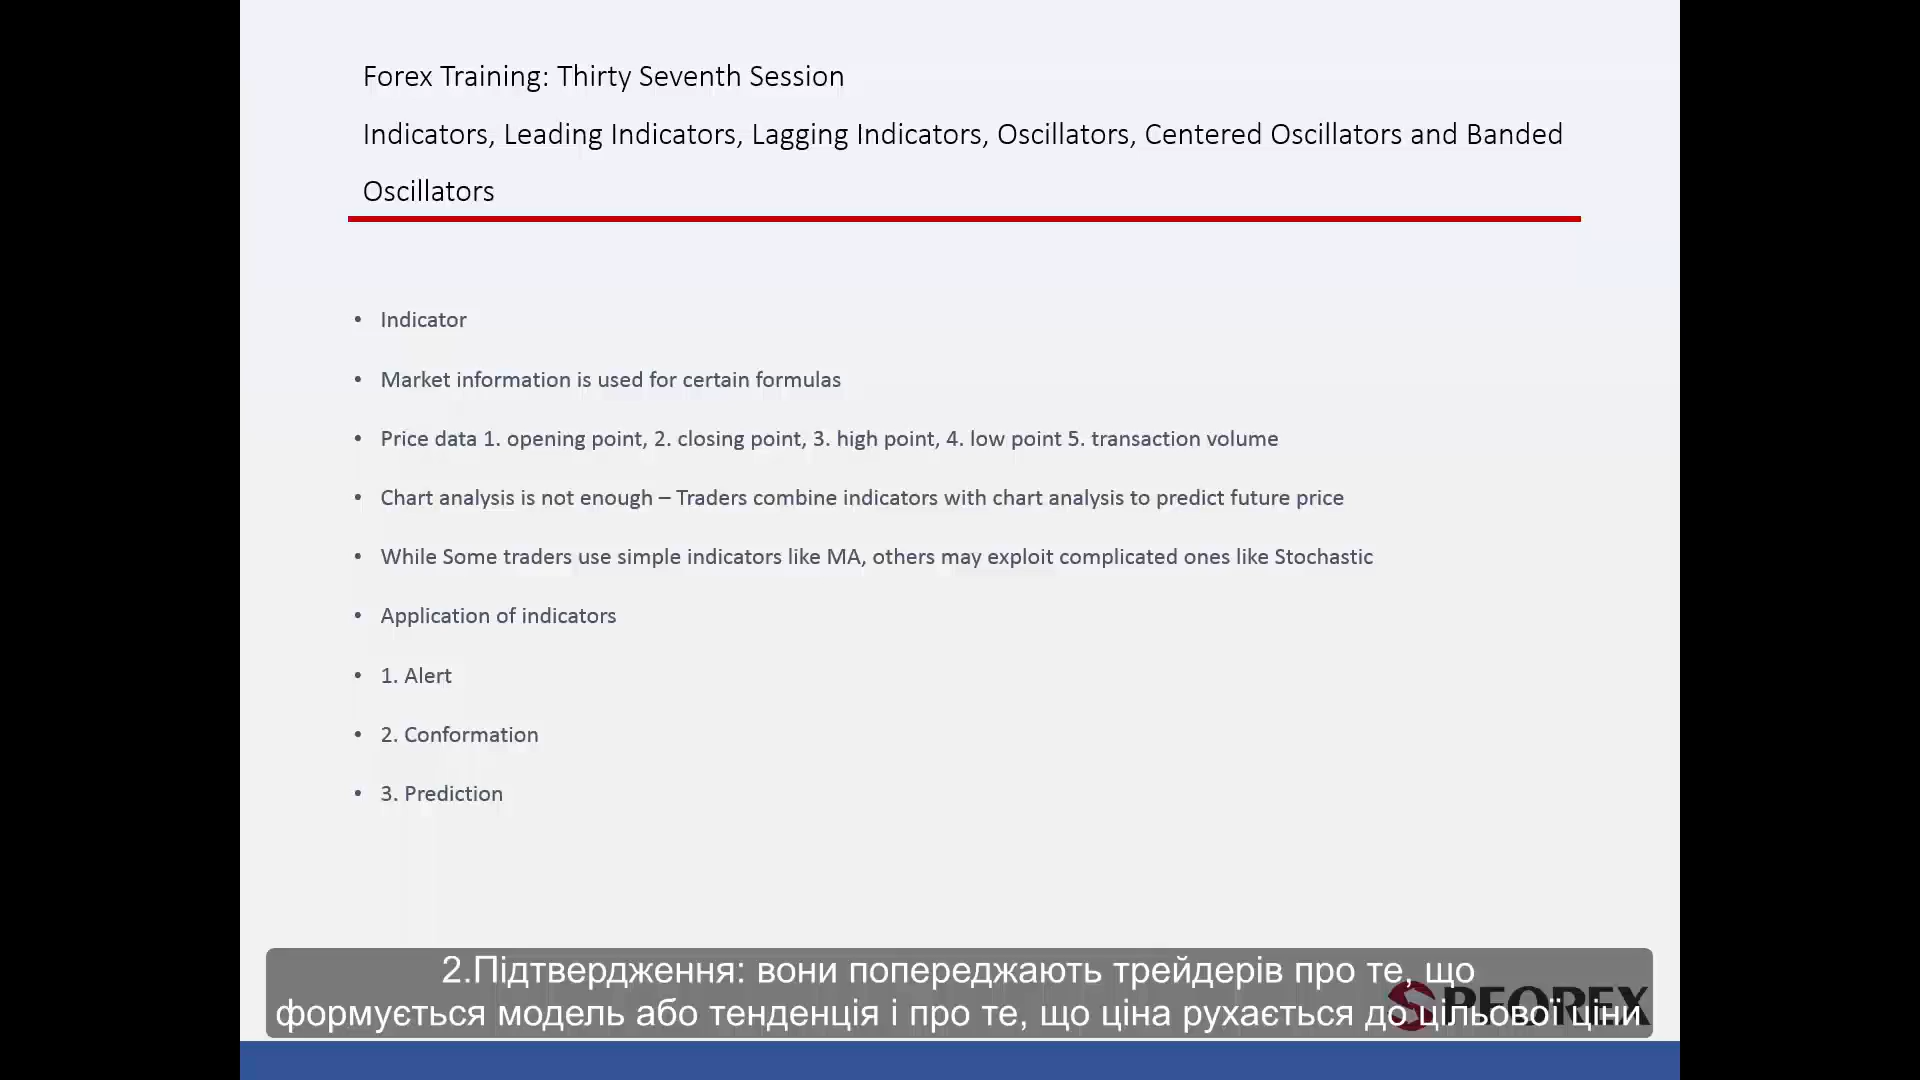 Forex Training: Thirty Seventh Session
Indicators, Leading Indicators, Lagging Indicators, Oscillators, Centered Oscillators and Banded
Oscillators
• Indicator
• Market information is used for certain formulas
• Price data 1. opening point, 2. closing point, 3. high point, 4. low point 5. transaction volume
• Chart analysis is not enough – Traders combine indicators with chart analysis to predict future price
• While Some traders use simple indicators like MA, others may exploit complicated ones like Stochastic
• Application of indicators
• 1. Alert
• 2. Conformation
• 3. Prediction
2.Підтвердження: вони попереджають трейдерів про те, що
формується модель або тенденція і про те, що ціна рухається до цільової ціни
PFOREX